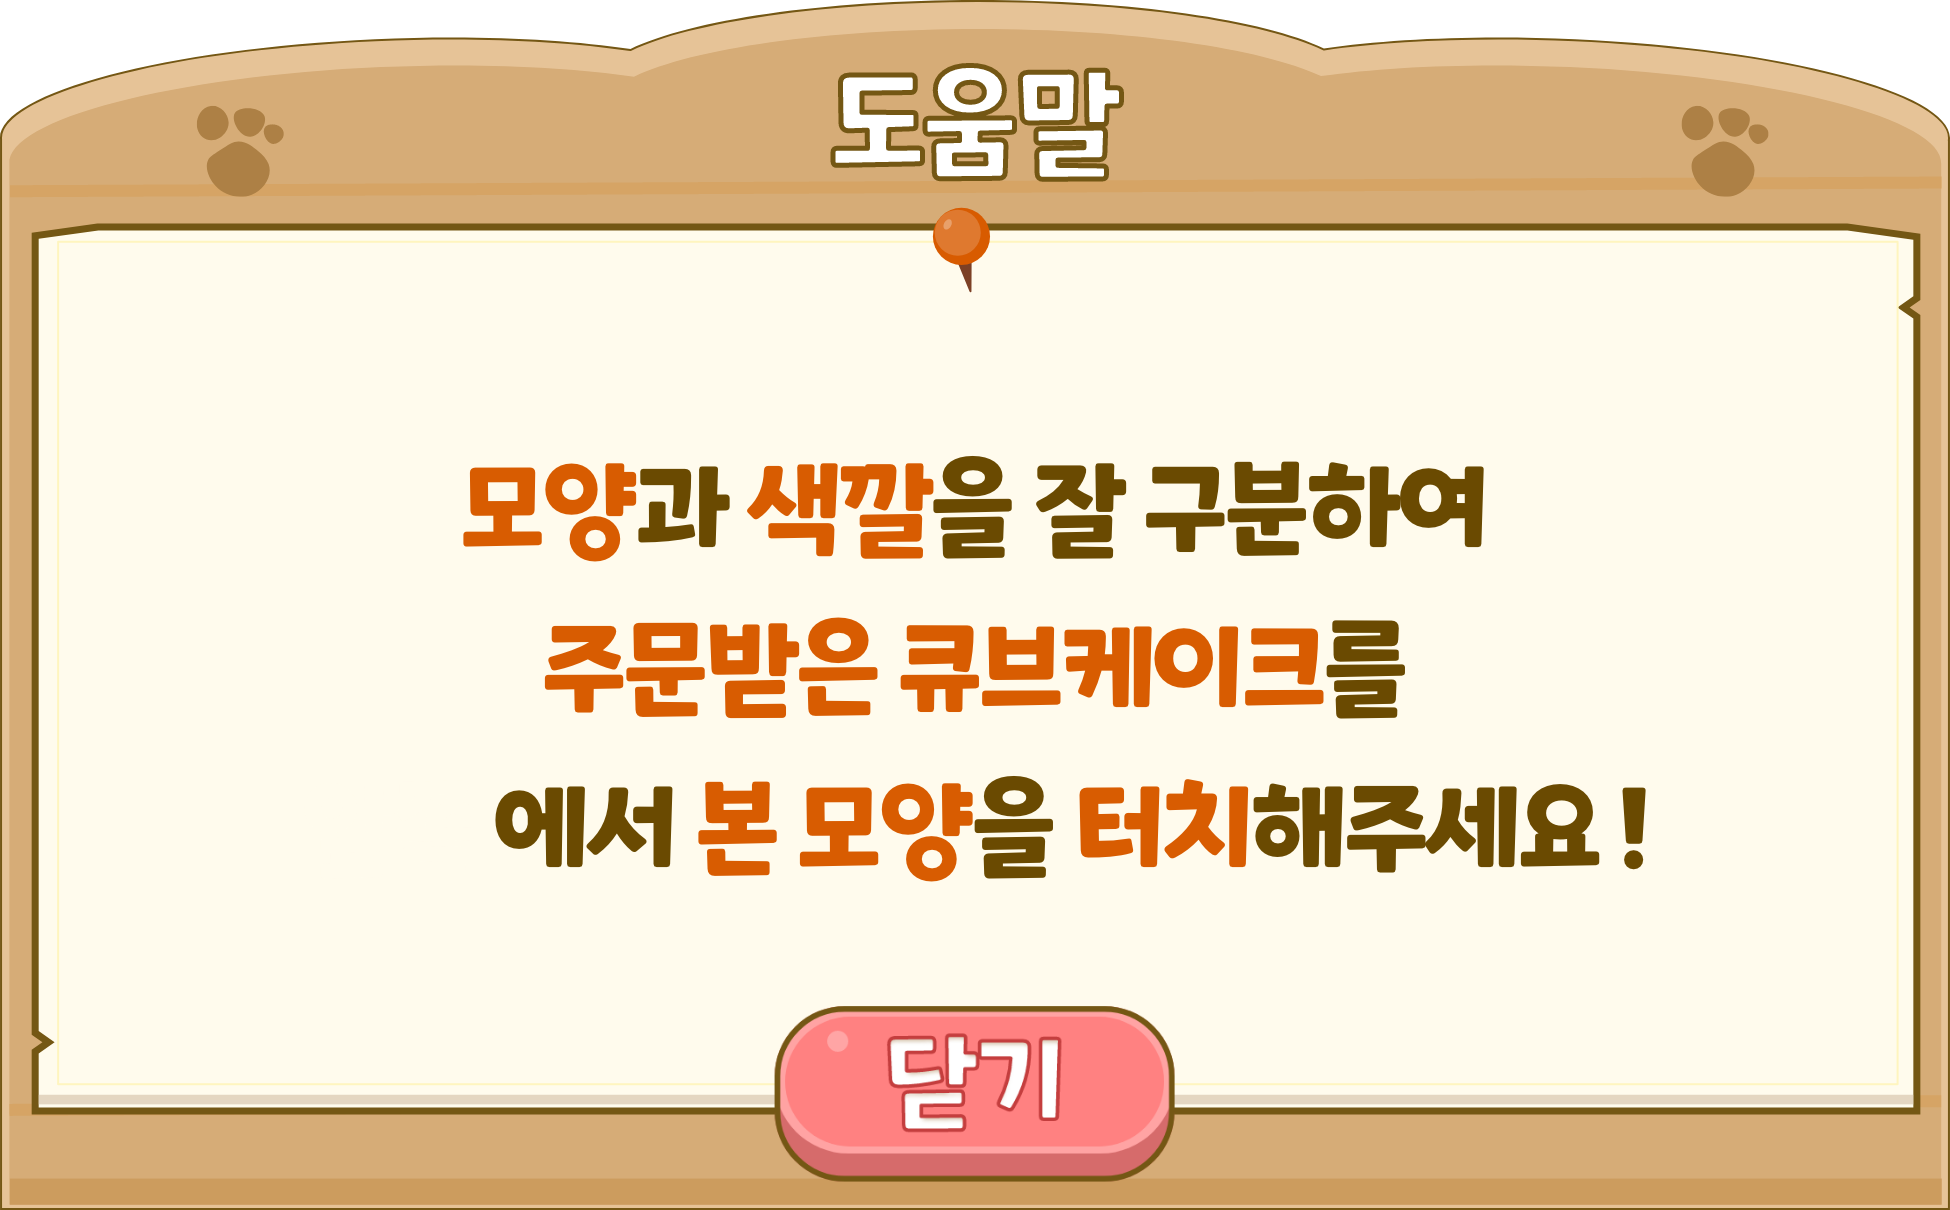 도움말
모양과 색깔을 잘 구분하여
주문받은 큐브케이크를
에서 본 모양을 터치해주세요!
닫기